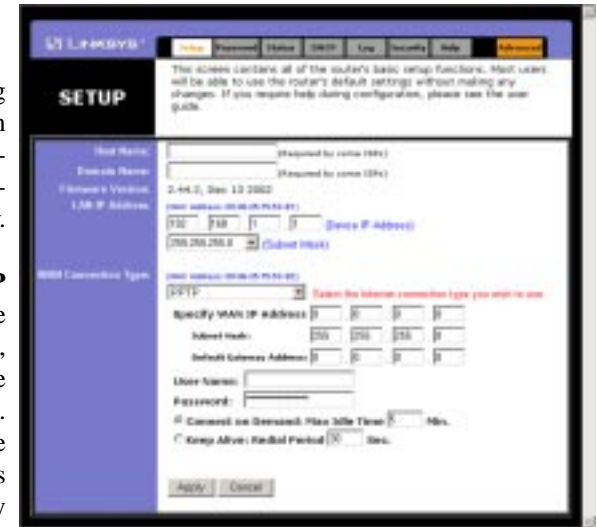 LINKSYS®
Setup Password Status DHCP Log Security Help Advanced
SETUP
This screen contains all of the router's basic setup functions. Most users
will be able to use the router's default settings without making any
changes. If you require help during configuration, please see the user
guide.
Host Name: (Required by some ISPs)
Domain Name: (Required by some ISPs)
Firmware Version: 2.44.2, Dec 13 2002
LAN IP Address: (MAC Address:
192 168 1 1 (Device IP Address)
255.255.255.0 (Subnet Mask)
WAN Connection Type: (MAC Address:
PPTP Select the Internet connection type you wish to use
Specify WAN IP Address 0 0 0 0
Subnet Mask: 255 255 255 0
Default Gateway Address: 0 0 0 0
User Name:
Password:
Connect on Demand: Max Idle Time 5 Min.
Keep Alive: Redial Period 30 Sec.
Apply Cancel